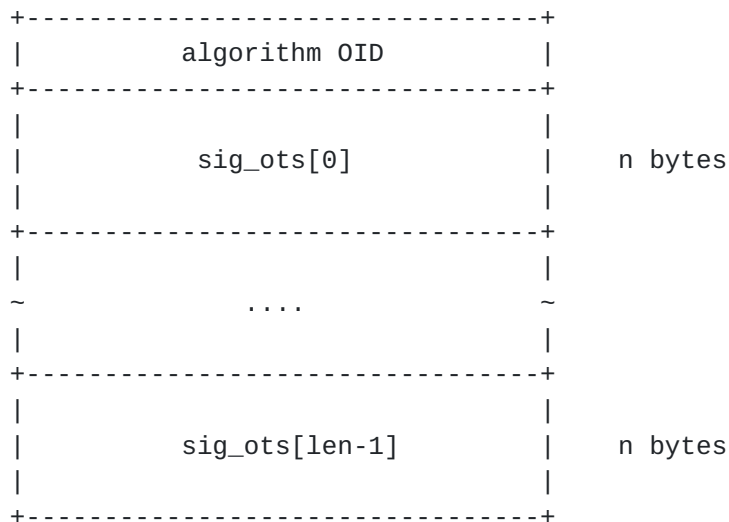 +---------------------------------+
|          algorithm OID          |
+---------------------------------+
|                                 |
|           sig_ots[0]            |    n bytes
|                                 |
+---------------------------------+
|                                 |
~              ....               ~
|                                 |
+---------------------------------+
|                                 |
|          sig_ots[len-1]         |    n bytes
|                                 |
+---------------------------------+